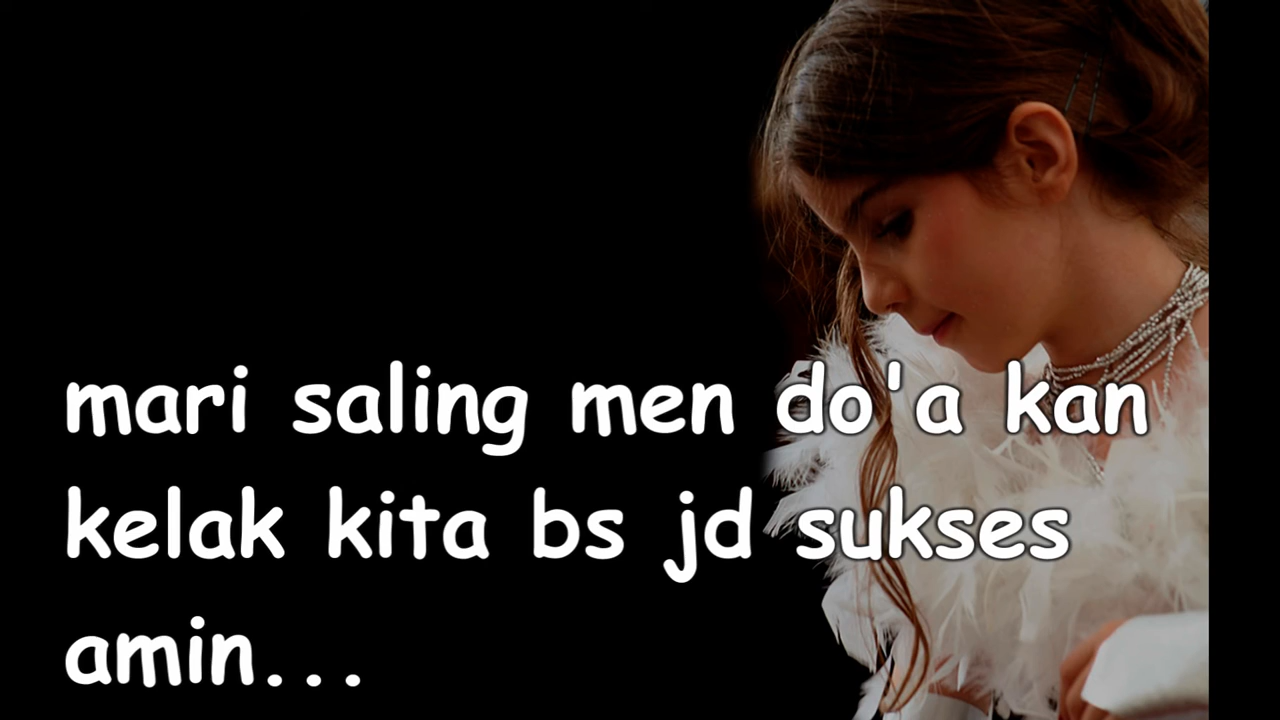 mari saling men do'a kan
kelak kita bs jd sukses
amin...